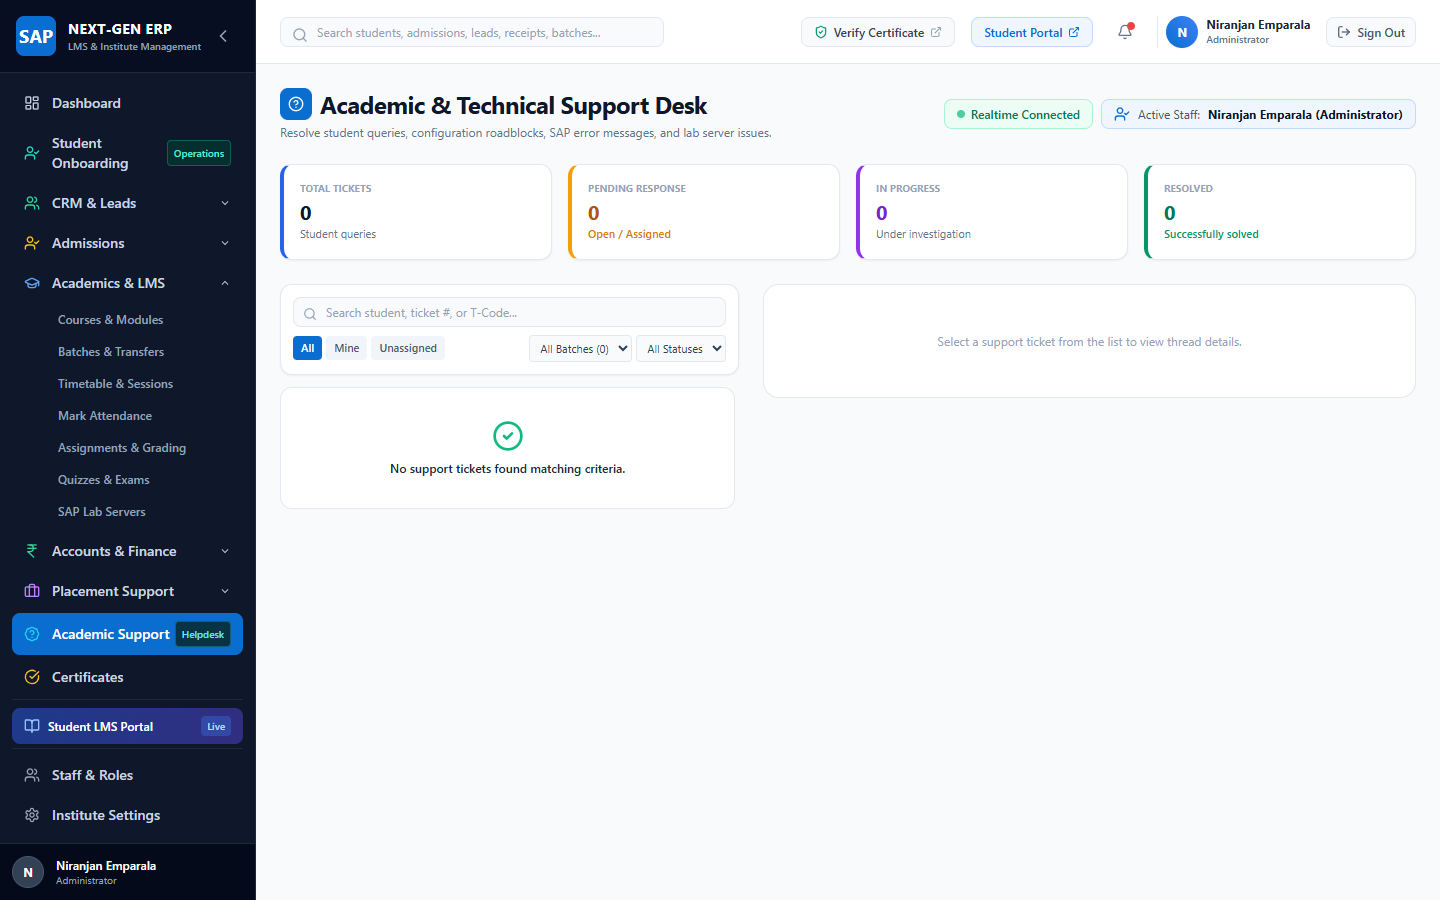 SAP
NEXT-GEN ERP
LMS & Institute Management
Dashboard
Student Onboarding
Operations
CRM & Leads
Admissions
Academics & LMS
Courses & Modules
Batches & Transfers
Timetable & Sessions
Mark Attendance
Assignments & Grading
Quizzes & Exams
SAP Lab Servers
Accounts & Finance
Placement Support
Academic Support
Helpdesk
Certificates
Student LMS Portal
Live
Staff & Roles
Institute Settings
N
Niranjan Emparala
Administrator
Search students, admissions, leads, receipts, batches...
Verify Certificate
Student Portal
N
Niranjan Emparala
Administrator
Sign Out
Academic & Technical Support Desk
Resolve student queries, configuration roadblocks, SAP error messages, and lab server issues.
Realtime Connected
Active Staff: Niranjan Emparala (Administrator)
TOTAL TICKETS
0
Student queries
PENDING RESPONSE
0
Open / Assigned
IN PROGRESS
0
Under investigation
RESOLVED
0
Successfully solved
Search student, ticket #, or T-Code...
All
Mine
Unassigned
All Batches (0)
All Statuses
No support tickets found matching criteria.
Select a support ticket from the list to view thread details.